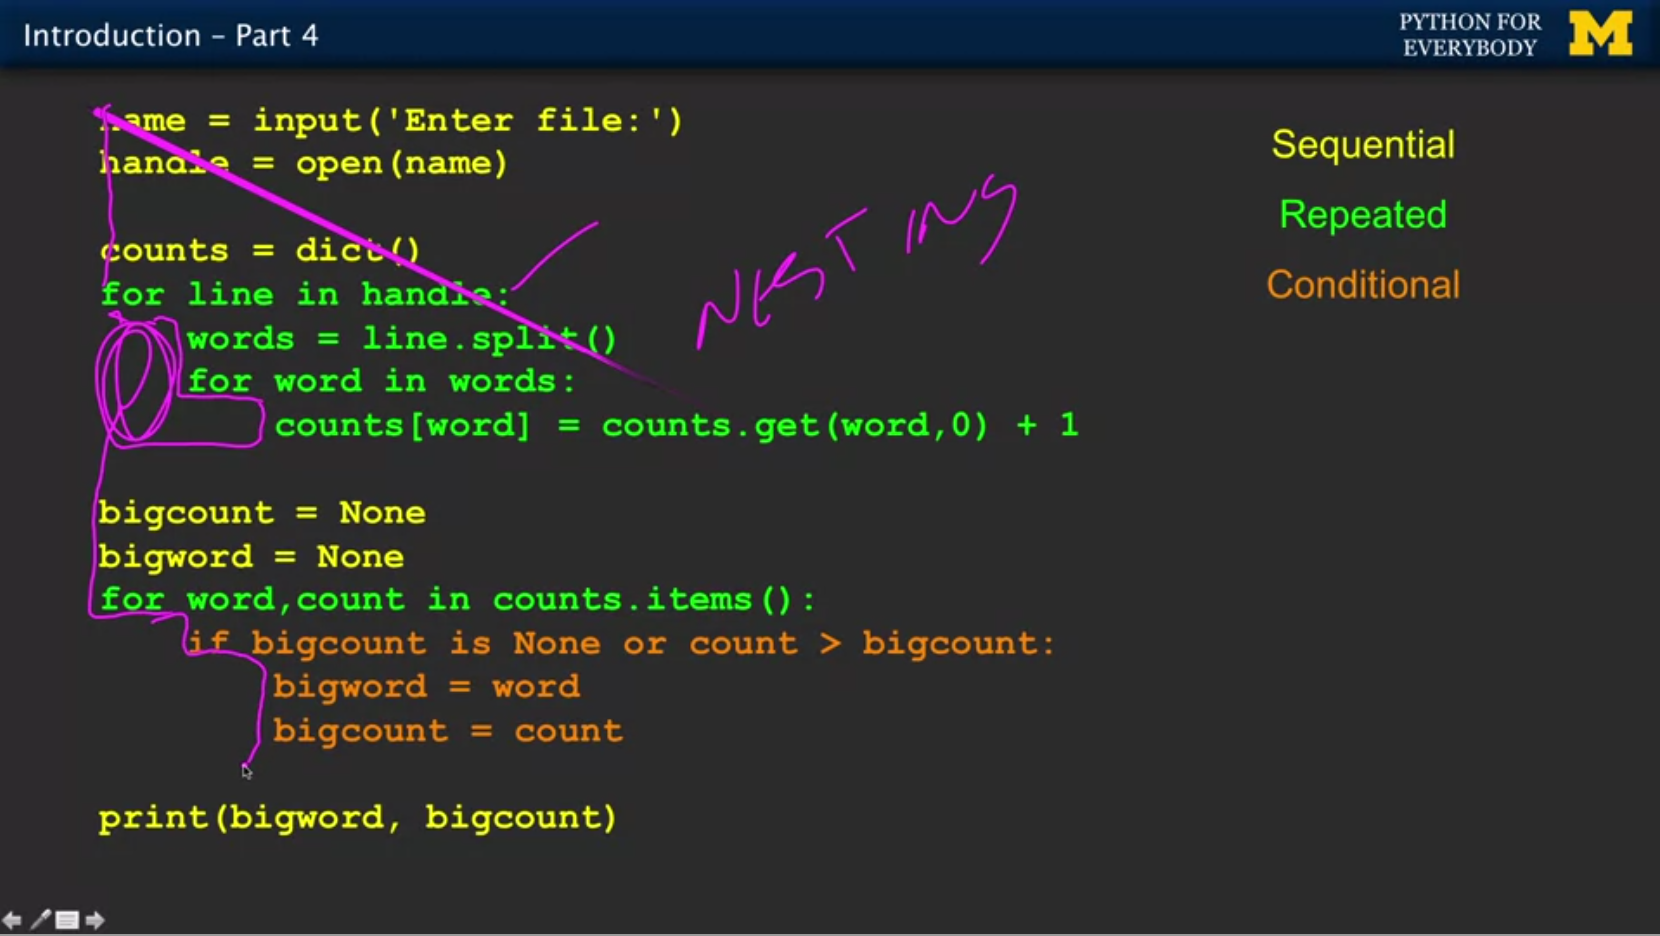 Introduction – Part 4
PYTHON FOR
EVERYBODY
M
name = input('Enter file:')
handle = open(name)
counts = dict()
for line in handle:
    words = line.split()
    for word in words:
        counts[word] = counts.get(word,0) + 1
bigcount = None
bigword = None
for word,count in counts.items():
    if bigcount is None or count > bigcount:
        bigword = word
        bigcount = count
print(bigword, bigcount)
NESTING
Sequential
Repeated
Conditional